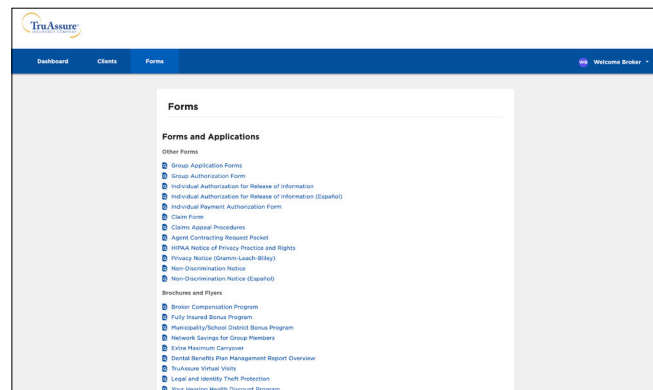 TruAssure
INSURANCE COMPANY
Dashboard Clients Forms WB Welcome Broker
Forms
Forms and Applications
Other Forms
Group Application Forms
Group Authorization Form
Individual Authorization for Release of Information
Individual Authorization for Release of Information (Español)
Individual Payment Authorization Form
Claim Form
Claims Appeal Procedures
Agent Contracting Request Packet
HIPAA Notice of Privacy Practice and Rights
Privacy Notice (Gramm-Leach-Bliley)
Non-Discrimination Notice
Non-Discrimination Notice (Español)
Brochures and Flyers
Broker Compensation Program
Fully Insured Bonus Program
Municipality/School District Bonus Program
Network Savings for Group Members
Extra Maximum Carryover
Dental Benefits Plan Management Report Overview
TruAssure Virtual Visits
Legal and Identity Theft Protection
Your Hearing Health Discount Program